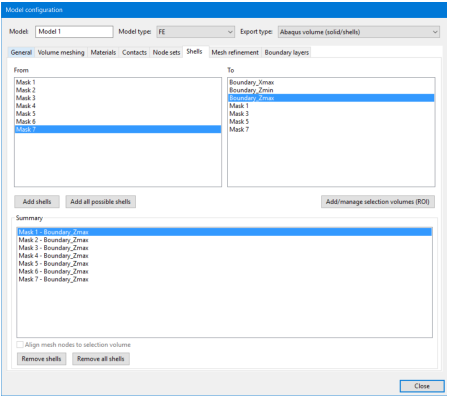 Model configuration
Model: Model 1 Model type: FE Export type: Abaqus volume (solid/shells)
General Volume meshing Materials Contacts Node sets Shells Mesh refinement Boundary layers
From To
Mask 1 Boundary_Xmax
Mask 2 Boundary_Zmin
Mask 3 Boundary_Zmax
Mask 4 Mask 1
Mask 5 Mask 3
Mask 6 Mask 5
Mask 7 Mask 7
Add shells Add all possible shells Add/manage selection volumes (ROI)
Summary
Mask 1 - Boundary_Zmax
Mask 2 - Boundary_Zmax
Mask 3 - Boundary_Zmax
Mask 4 - Boundary_Zmax
Mask 5 - Boundary_Zmax
Mask 6 - Boundary_Zmax
Mask 7 - Boundary_Zmax
Align mesh nodes to selection volume
Remove shells Remove all shells
Close